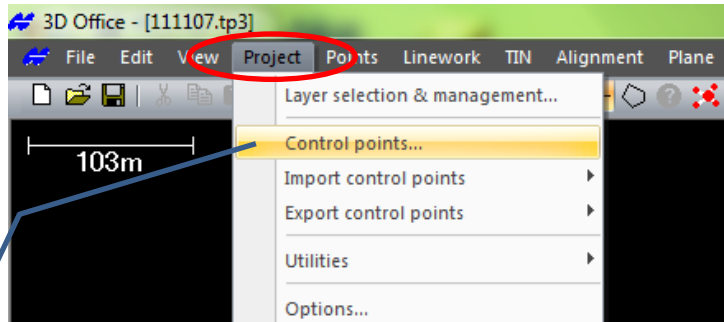 3D Office - [111107.tp3]
File Edit View Project Points Linework TIN Alignment Plane
Layer selection & management...
103m
Control points...
Import control points
Export control points
Utilities
Options...